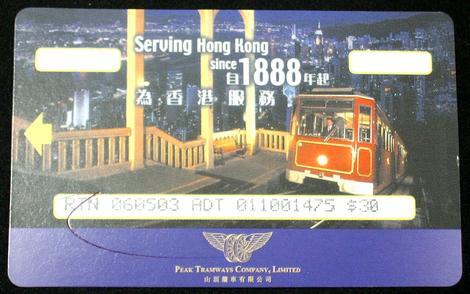 Serving Hong Kong
since
自1888年起
為香港服務
RTN 060503 ADT 011001475 $30
PEAK TRAMWAYS COMPANY, LIMITED
山頂纜車有限公司